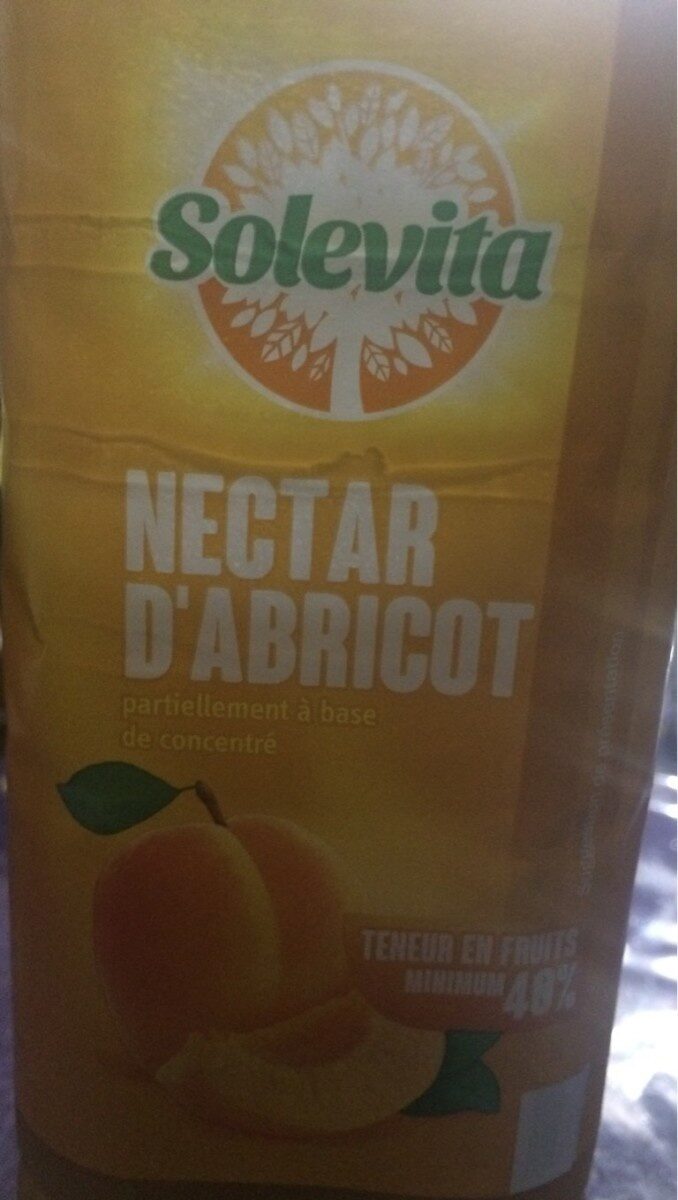 Solevita
NECTAR
D'ABRICOT
partiellement à base
de concentré
TENEUR EN FRUITS
MINIMUM 40%